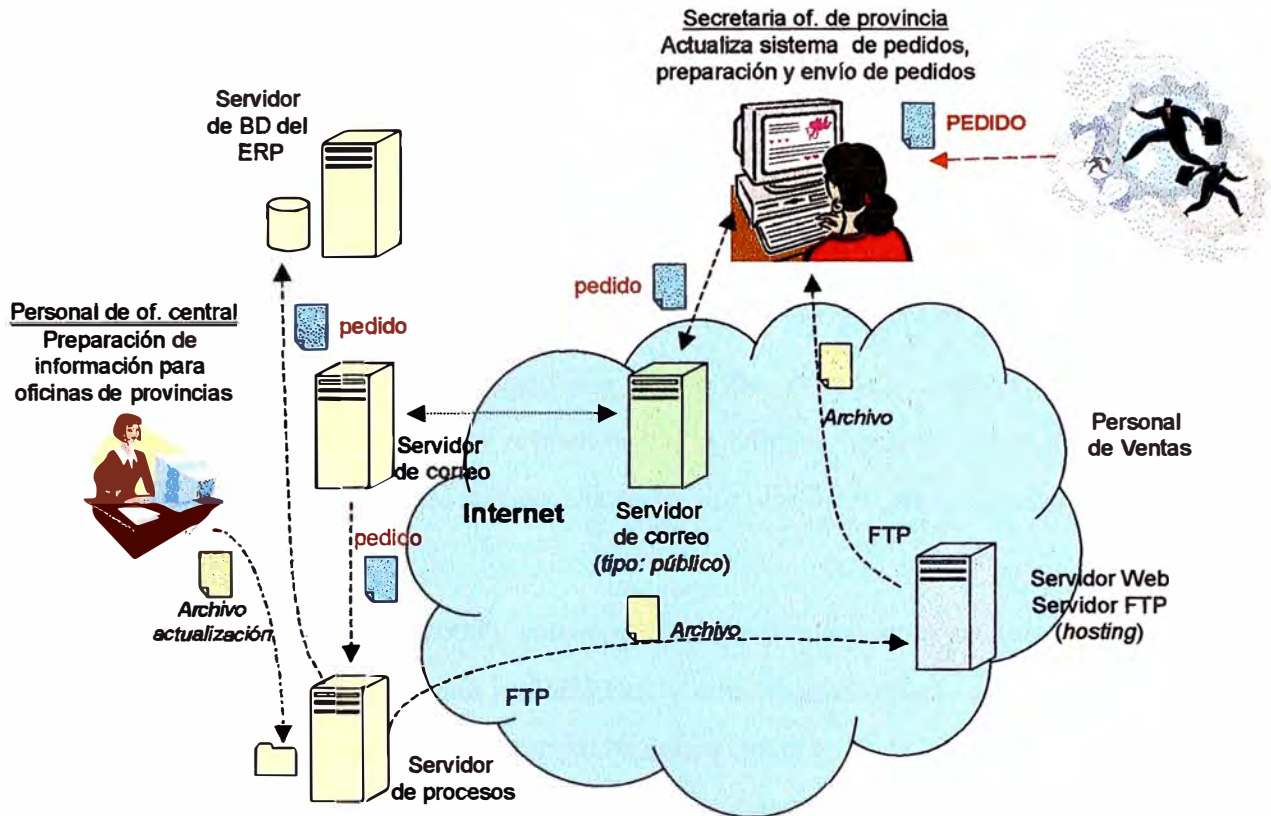 Secretaria of. de provincia
Actualiza sistema de pedidos,
preparación y envío de pedidos
PEDIDO
Servidor
de BD del
ERP
pedido
Personal de of. central
Preparación de
información para
oficinas de provincias
pedido
Servidor
de correo
Internet
Servidor
de correo
(tipo: público)
Archivo
Personal
de Ventas
pedido
FTP
Servidor Web
Servidor FTP
(hosting)
Archivo
actualización
Archivo
FTP
Servidor
de procesos